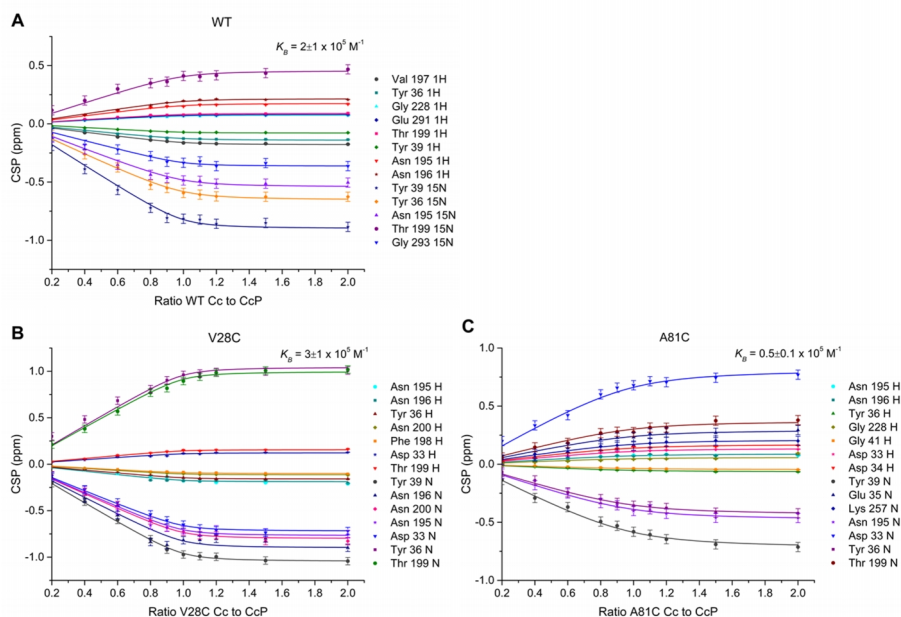 A
WT
K_B = 2±1 x 10^5 M^-1
CSP (ppm)
0.5
0.0
-0.5
-1.0
0.2 0.4 0.6 0.8 1.0 1.2 1.4 1.6 1.8 2.0
Ratio WT Cc to CcP
Val 197 1H
Tyr 36 1H
Gly 228 1H
Glu 291 1H
Thr 199 1H
Tyr 39 1H
Asn 195 1H
Asn 196 1H
Tyr 39 15N
Tyr 36 15N
Asn 195 15N
Thr 199 15N
Gly 293 15N
B
V28C
K_B = 3±1 x 10^5 M^-1
CSP (ppm)
1.0
0.5
0.0
-0.5
-1.0
0.2 0.4 0.6 0.8 1.0 1.2 1.4 1.6 1.8 2.0
Ratio V28C Cc to CcP
Asn 195 H
Asn 196 H
Tyr 36 H
Asn 200 H
Phe 198 H
Asp 33 H
Thr 199 H
Tyr 39 N
Asn 196 N
Asn 200 N
Asn 195 N
Asp 33 N
Tyr 36 N
Thr 199 N
C
A81C
K_B = 0.5±0.1 x 10^5 M^-1
CSP (ppm)
1.0
0.5
0.0
-0.5
-1.0
0.2 0.4 0.6 0.8 1.0 1.2 1.4 1.6 1.8 2.0
Ratio A81C Cc to CcP
Asn 195 H
Asn 196 H
Tyr 36 H
Gly 228 H
Gly 41 H
Asp 33 H
Asp 34 H
Tyr 39 N
Glu 35 N
Lys 257 N
Asn 195 N
Asp 33 N
Tyr 36 N
Thr 199 N